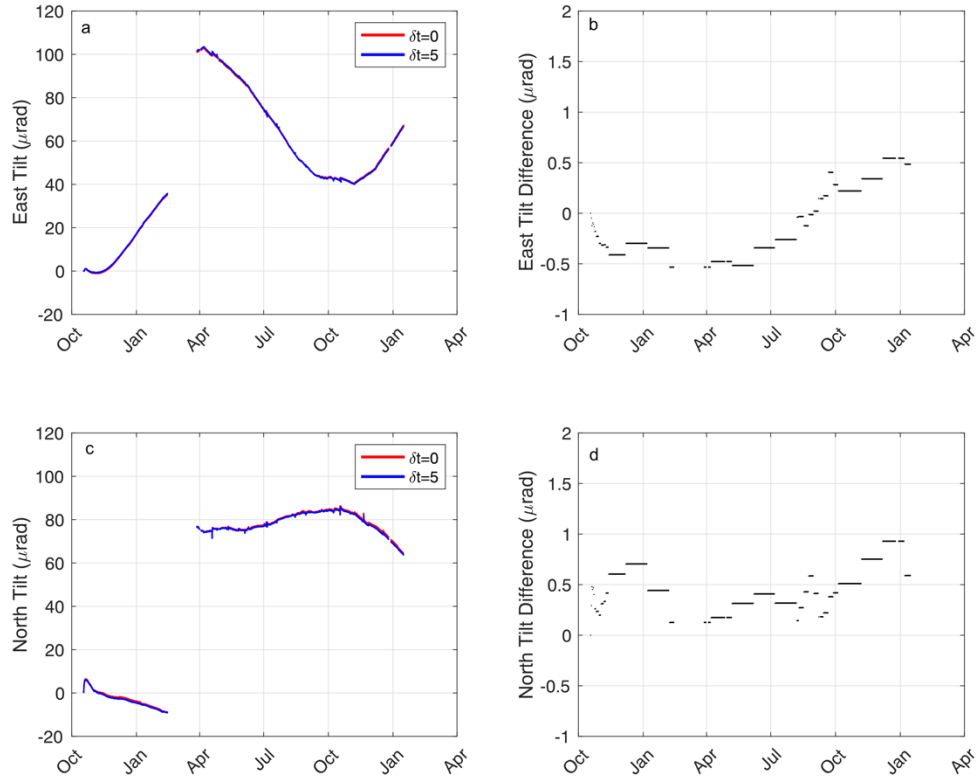 a
120
100
80
60
40
20
0
-20
East Tilt (μrad)
δt=0
δt=5
Oct
Jan
Apr
Jul
Oct
Jan
Apr
b
2
1.5
1
0.5
0
-0.5
-1
East Tilt Difference (μrad)
Oct
Jan
Apr
Jul
Oct
Jan
Apr
c
120
100
80
60
40
20
0
-20
North Tilt (μrad)
δt=0
δt=5
Oct
Jan
Apr
Jul
Oct
Jan
Apr
d
2
1.5
1
0.5
0
-0.5
-1
North Tilt Difference (μrad)
Oct
Jan
Apr
Jul
Oct
Jan
Apr